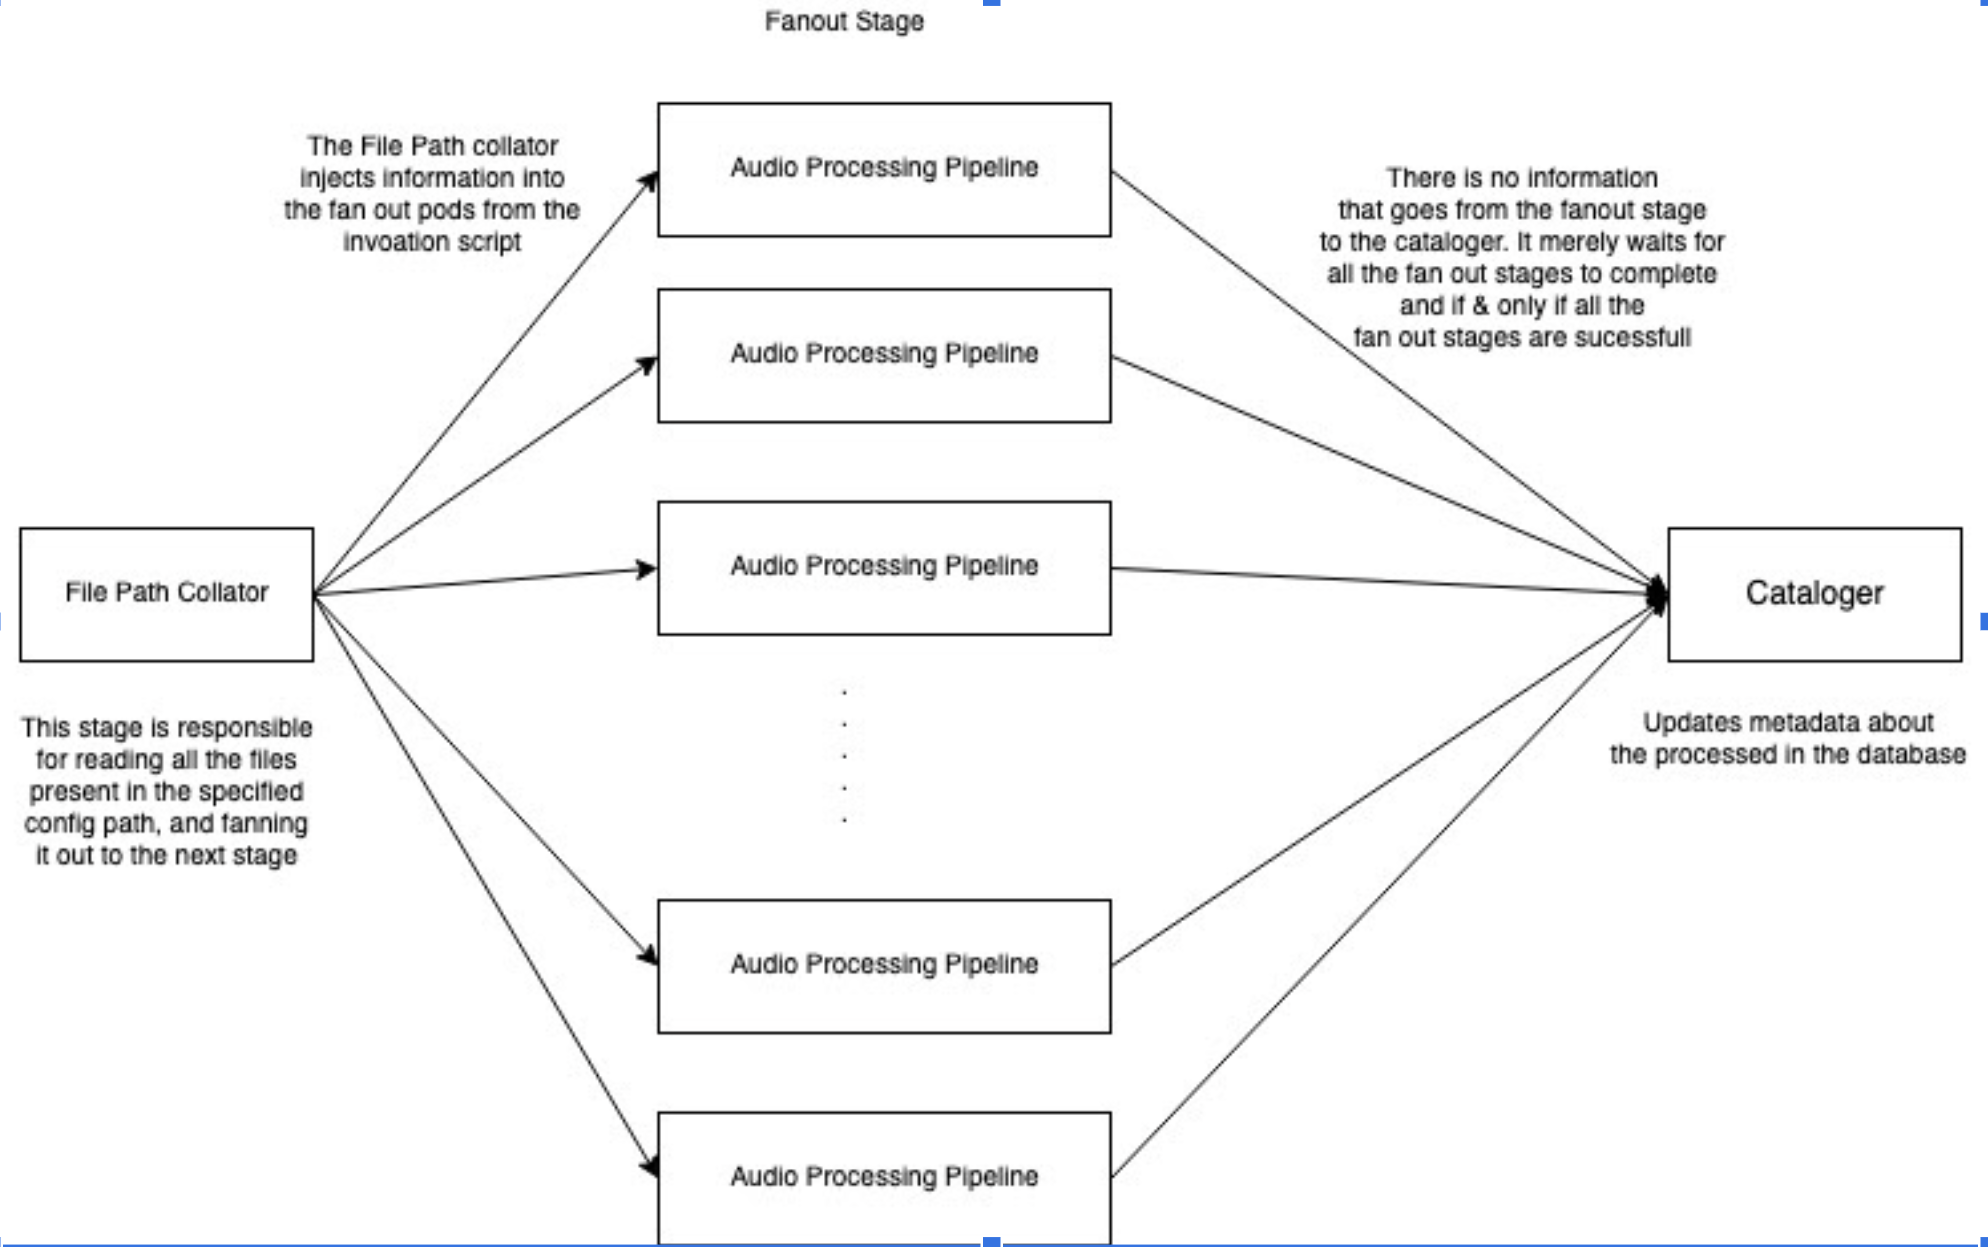 Fanout Stage
The File Path collator
injects information into
the fan out pods from the
invoation script
Audio Processing Pipeline
There is no information
that goes from the fanout stage
to the cataloger. It merely waits for
all the fan out stages to complete
and if & only if all the
fan out stages are sucessfull
Audio Processing Pipeline
Audio Processing Pipeline
File Path Collator
Cataloger
This stage is responsible
for reading all the files
present in the specified
config path, and fanning
it out to the next stage
Updates metadata about
the processed in the database
Audio Processing Pipeline
Audio Processing Pipeline